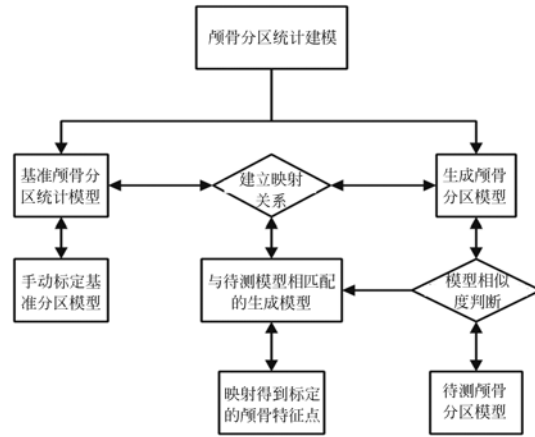 颅骨分区统计建模
基准颅骨分
区统计模型
建立映射
关系
生成颅骨
分区模型
手动标定基
准分区模型
与待测模型相匹配
的生成模型
模型相似
度判断
映射得到标定
的颅骨特征点
待测颅骨
分区模型